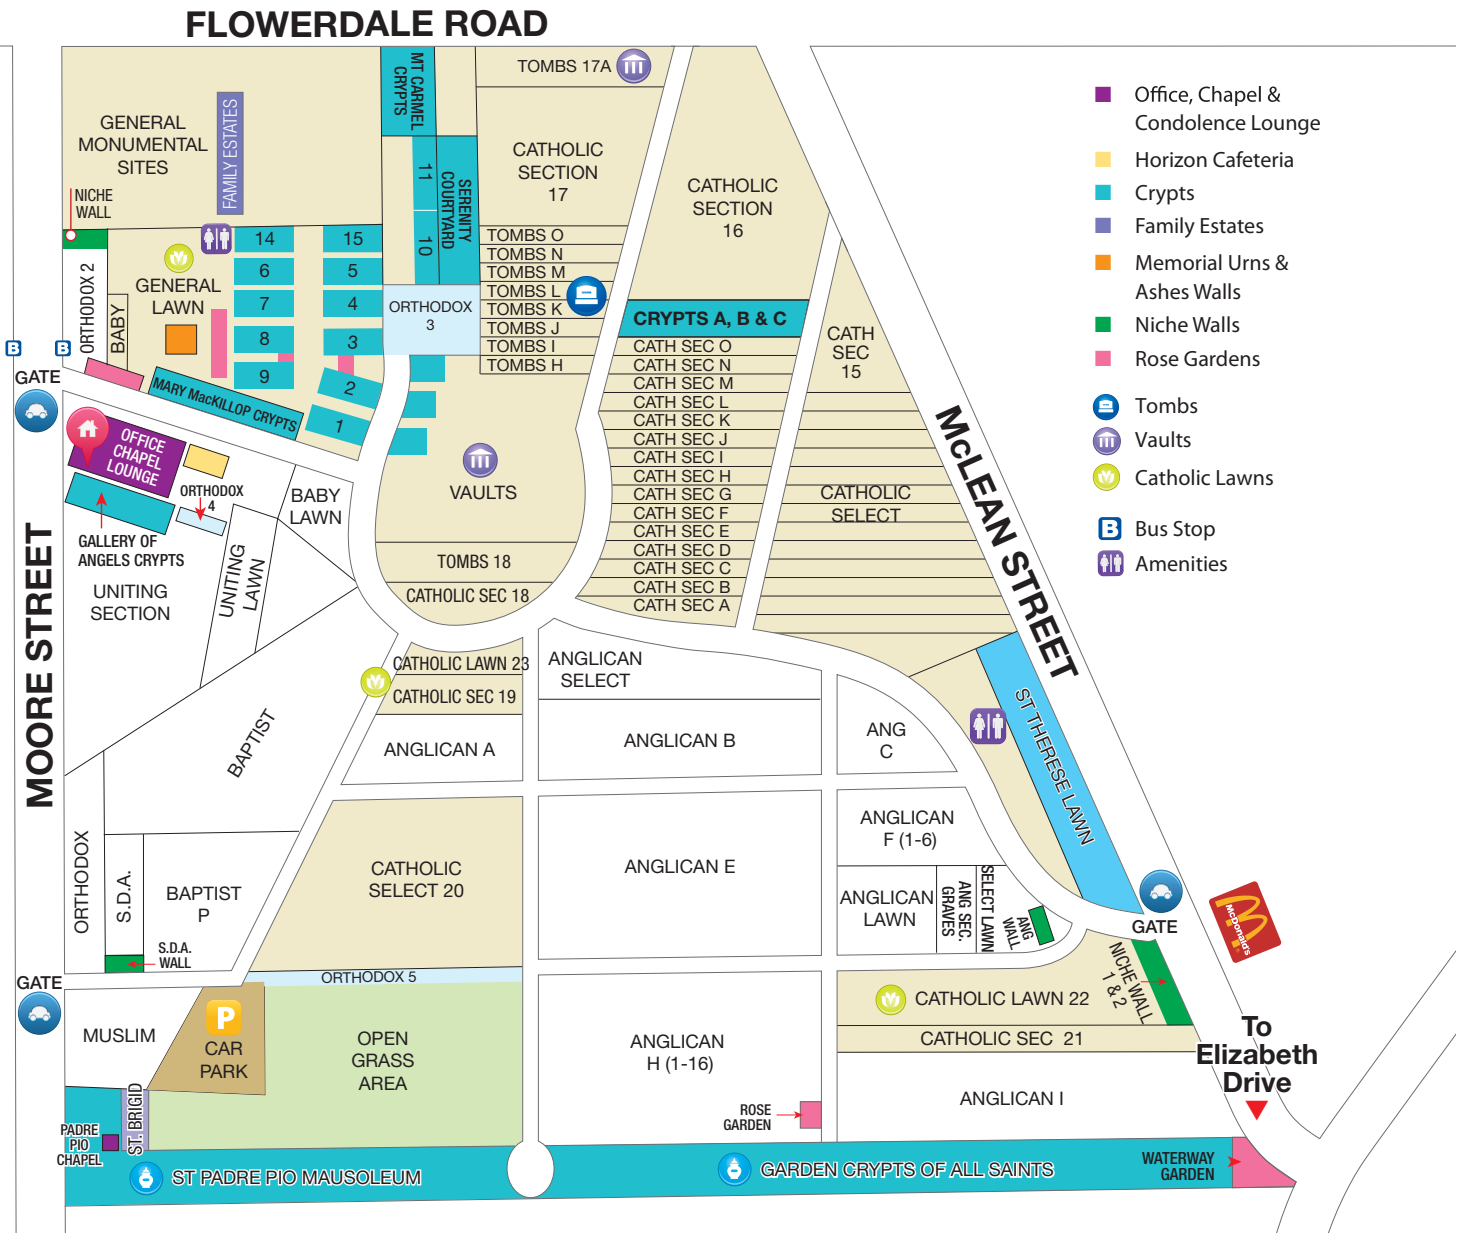 FLOWERDALE ROAD
MT CARMEL
CRYPTS
TOMBS 17A
GENERAL
MONUMENTAL
SITES
FAMILY ESTATES
NICHE
WALL
CATHOLIC
SECTION
17
CATHOLIC
SECTION
16
11
10
SERENITY
COURTYARD
ORTHODOX 2
BABY
GENERAL
LAWN
14
6
7
8
9
15
5
4
3
2
1
ORTHODOX
3
TOMBS O
TOMBS N
TOMBS M
TOMBS L
TOMBS K
TOMBS J
TOMBS I
TOMBS H
CRYPTS A, B & C
CATH SEC O
CATH SEC N
CATH SEC M
CATH SEC L
CATH SEC K
CATH SEC J
CATH SEC I
CATH SEC H
CATH SEC G
CATH SEC F
CATH SEC E
CATH SEC D
CATH SEC C
CATH SEC B
CATH SEC A
CATH
SEC
15
CATHOLIC
SELECT
McLEAN STREET
B
B
GATE
MARY MacKILLOP CRYPTS
OFFICE
CHAPEL
LOUNGE
ORTHODOX
4
GALLERY OF
ANGELS CRYPTS
BABY
LAWN
UNITING
SECTION
UNITING
LAWN
VAULTS
TOMBS 18
CATHOLIC SEC 18
MOORE STREET
CATHOLIC LAWN 23
CATHOLIC SEC 19
ANGLICAN A
ANGLICAN
SELECT
ANGLICAN B
ANG
C
ST THERESE LAWN
BAPTIST
ORTHODOX
S.D.A.
BAPTIST
P
S.D.A.
WALL
CATHOLIC
SELECT 20
ANGLICAN E
ANGLICAN
F (1-6)
ANGLICAN
LAWN
ANG SEC.
GRAVES
SELECT LAWN
ANG
WALL
GATE
McDonald's
GATE
ORTHODOX 5
MUSLIM
P
CAR
PARK
OPEN
GRASS
AREA
ANGLICAN
H (1-16)
CATHOLIC LAWN 22
NICHE WALL
1 & 2
CATHOLIC SEC 21
ANGLICAN I
ROSE
GARDEN
To
Elizabeth
Drive
PADRE
PIO
CHAPEL
ST. BRIGID
ST PADRE PIO MAUSOLEUM
GARDEN CRYPTS OF ALL SAINTS
WATERWAY
GARDEN
Office, Chapel &
Condolence Lounge
Horizon Cafeteria
Crypts
Family Estates
Memorial Urns &
Ashes Walls
Niche Walls
Rose Gardens
Tombs
Vaults
Catholic Lawns
B Bus Stop
Amenities